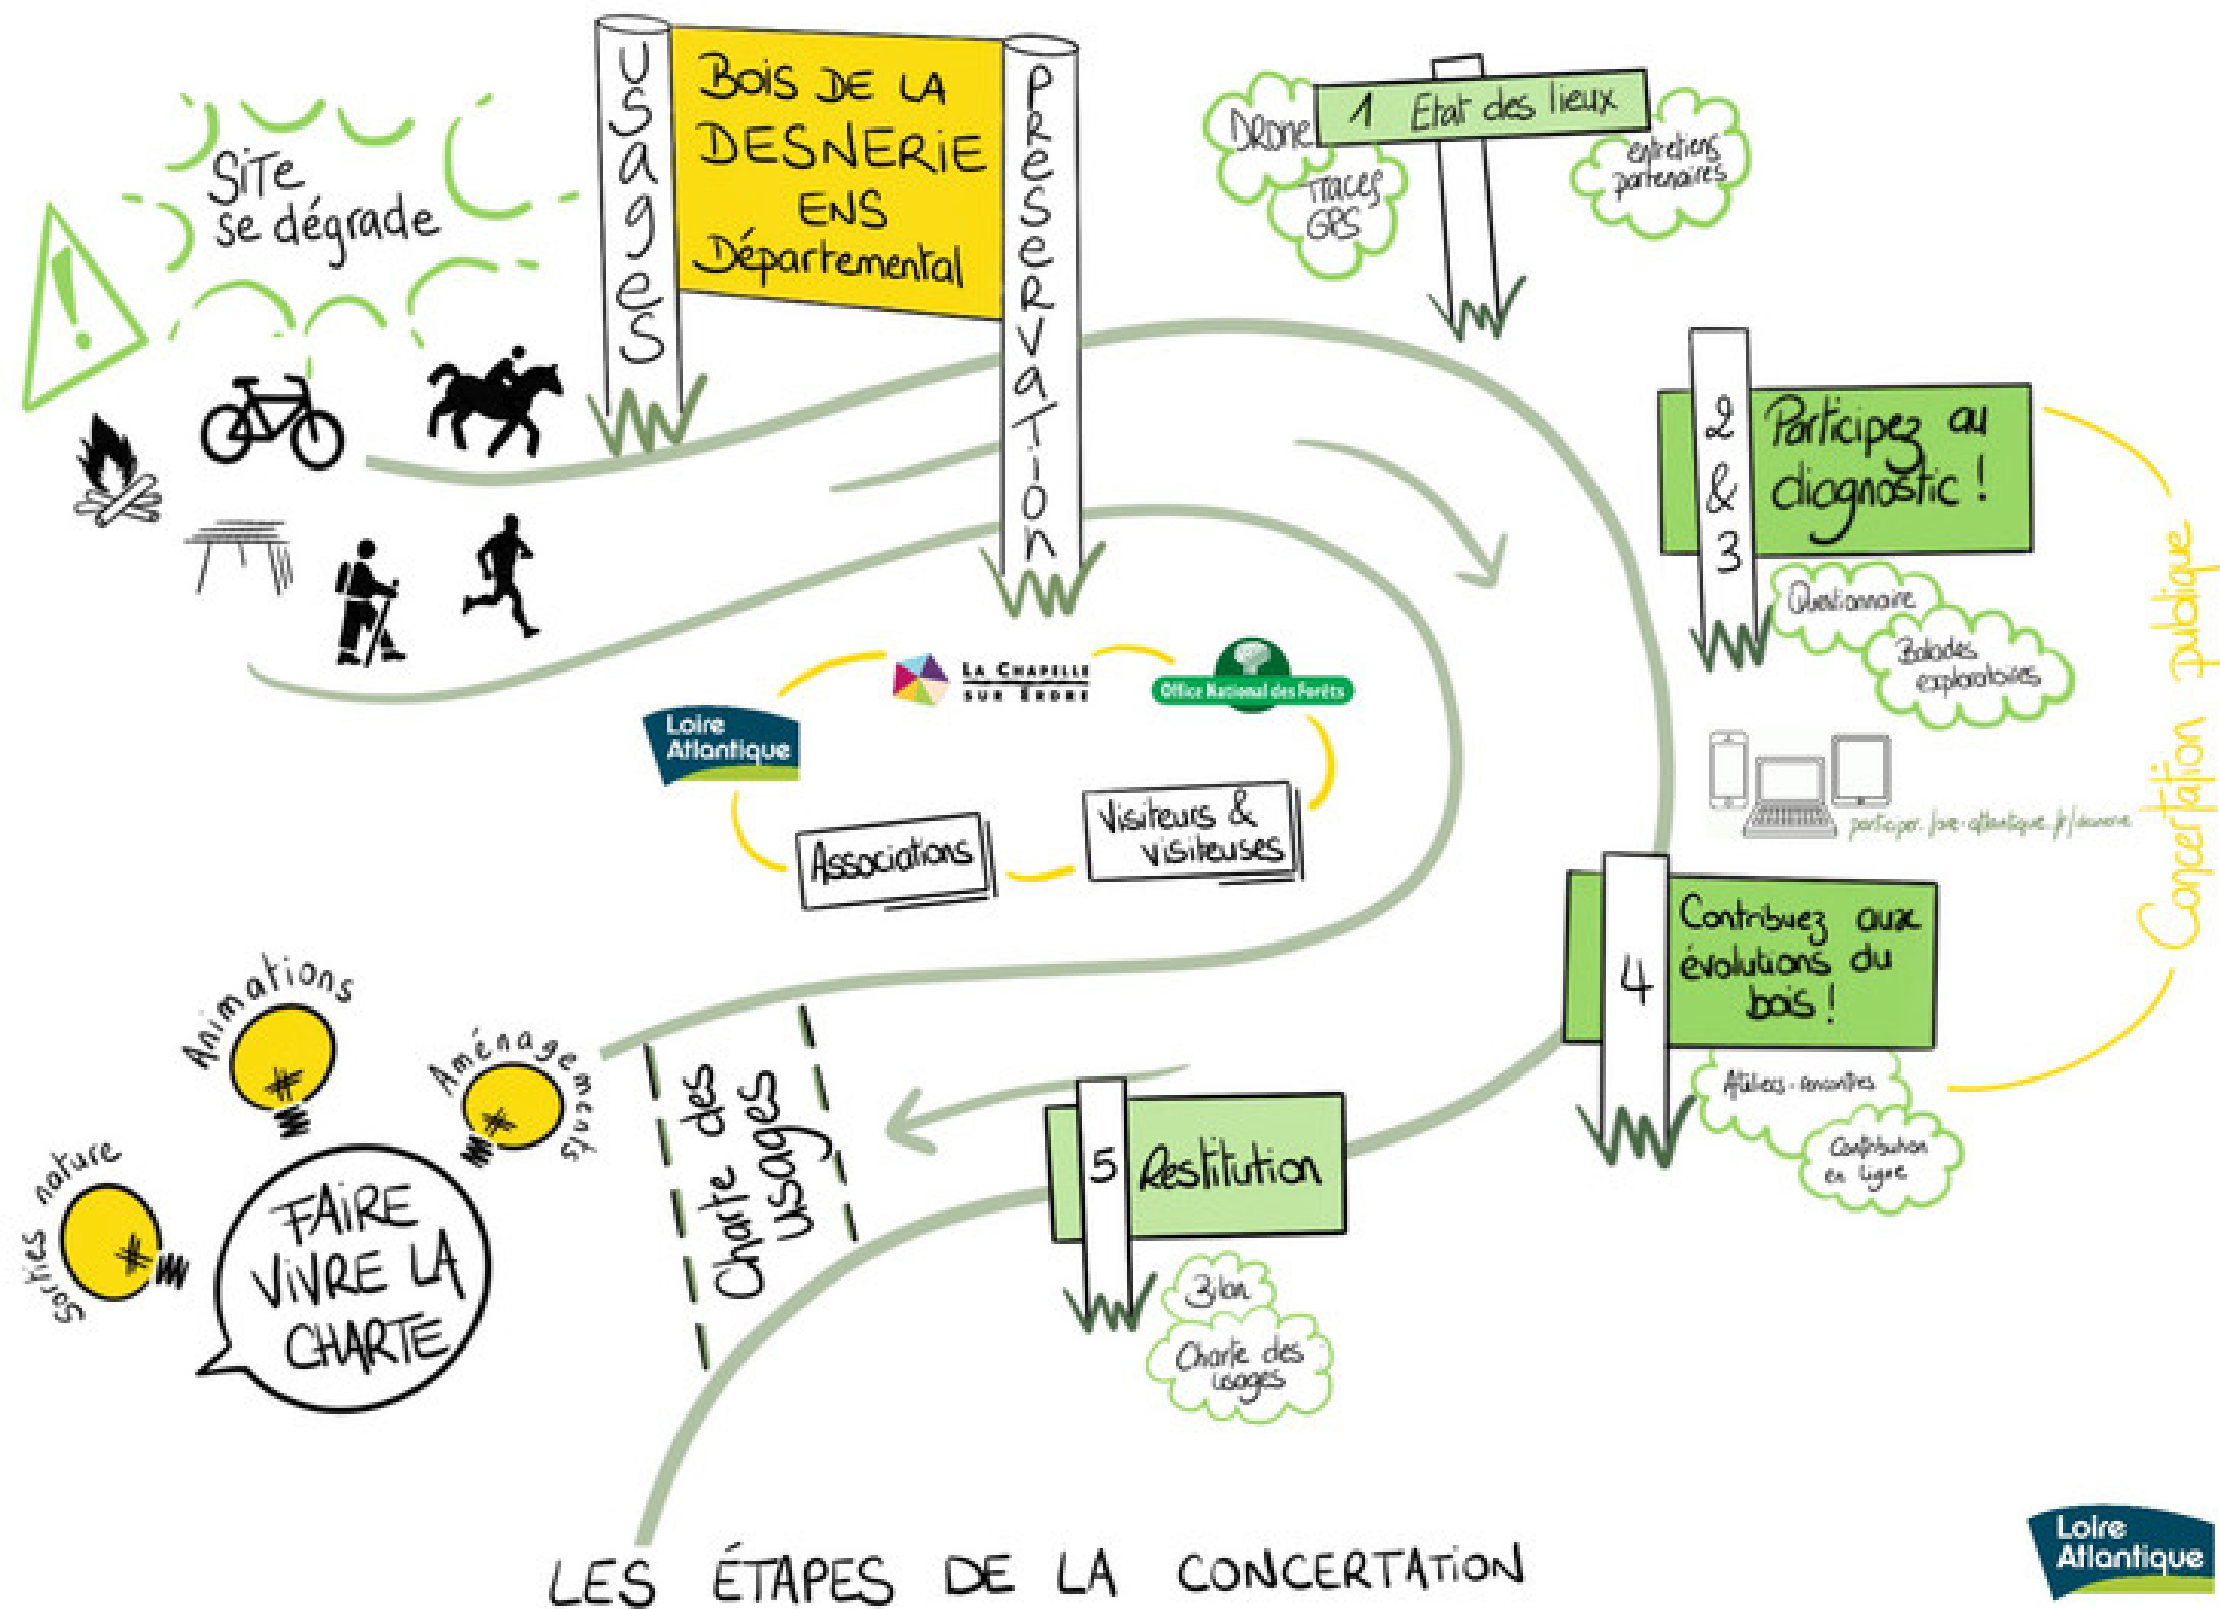 Usages
Bois DE LA
DESNERIE
ENS
Départemental
Preservation
SITE
se dégrade
1 Etat des lieux
Drone
Traces
GPS
entretiens
partenaires
2
&
3
Participez au
diagnostic !
Questionnaire
Balades
exploratoires
Concertation publique
LA CHAPELLE
SUR ERDRE
Office National des Forêts
Loire
Atlantique
Associations
Visiteurs &
visiteuses
4
Contribuez aux
évolutions du
bois !
Ateliers-rencontres
Contribution
en ligne
5 Restitution
Bilan
Charte des
usages
Charte des
usages
Animations
Aménagements
Sorties nature
FAIRE
VIVRE LA
CHARTE
LES ÉTAPES DE LA CONCERTATION
Loire
Atlantique